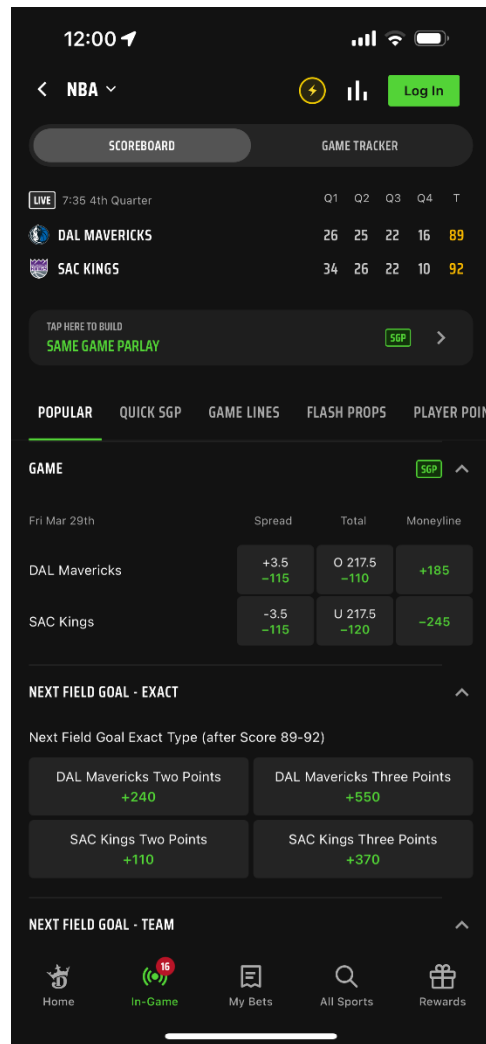 12:00
NBA
Log In
SCOREBOARD GAME TRACKER
LIVE 7:35 4th Quarter Q1 Q2 Q3 Q4 T
DAL MAVERICKS 26 25 22 16 89
SAC KINGS 34 26 22 10 92
TAP HERE TO BUILD
SAME GAME PARLAY SGP
POPULAR QUICK SGP GAME LINES FLASH PROPS PLAYER POIN
GAME SGP
Fri Mar 29th Spread Total Moneyline
DAL Mavericks +3.5 −115 O 217.5 −110 +185
SAC Kings -3.5 −115 U 217.5 −120 −245
NEXT FIELD GOAL - EXACT
Next Field Goal Exact Type (after Score 89-92)
DAL Mavericks Two Points DAL Mavericks Three Points
+240 +550
SAC Kings Two Points SAC Kings Three Points
+110 +370
NEXT FIELD GOAL - TEAM
16
Home In-Game My Bets All Sports Rewards